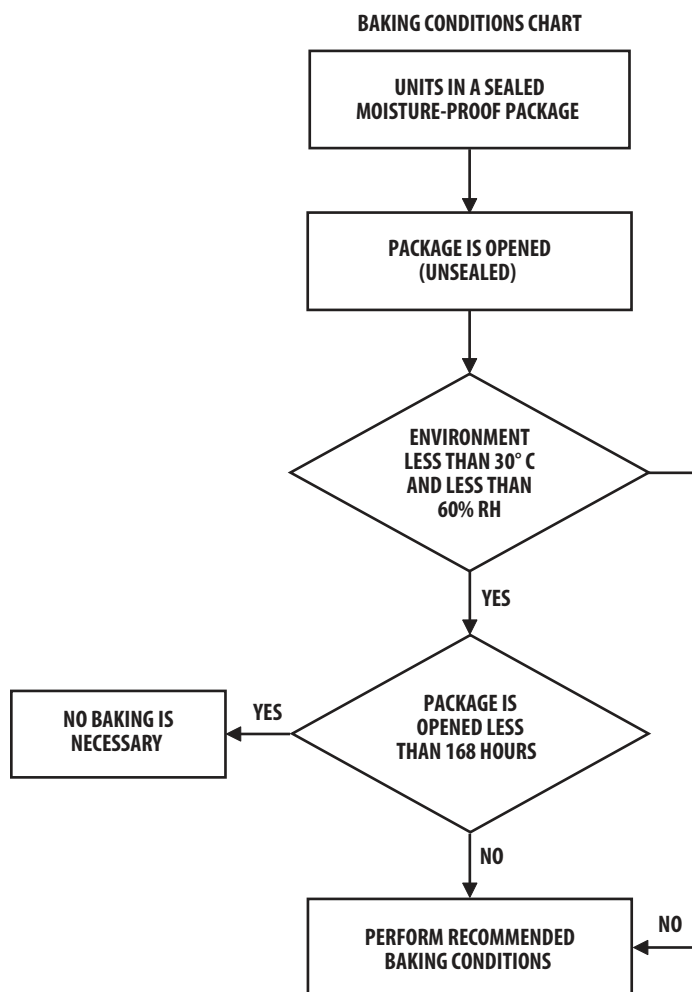 BAKING CONDITIONS CHART
UNITS IN A SEALED
MOISTURE-PROOF PACKAGE
PACKAGE IS OPENED
(UNSEALED)
ENVIRONMENT
LESS THAN 30° C
AND LESS THAN
60% RH
YES
PACKAGE IS
OPENED LESS
THAN 168 HOURS
YES
NO BAKING IS
NECESSARY
NO
PERFORM RECOMMENDED
BAKING CONDITIONS
NO